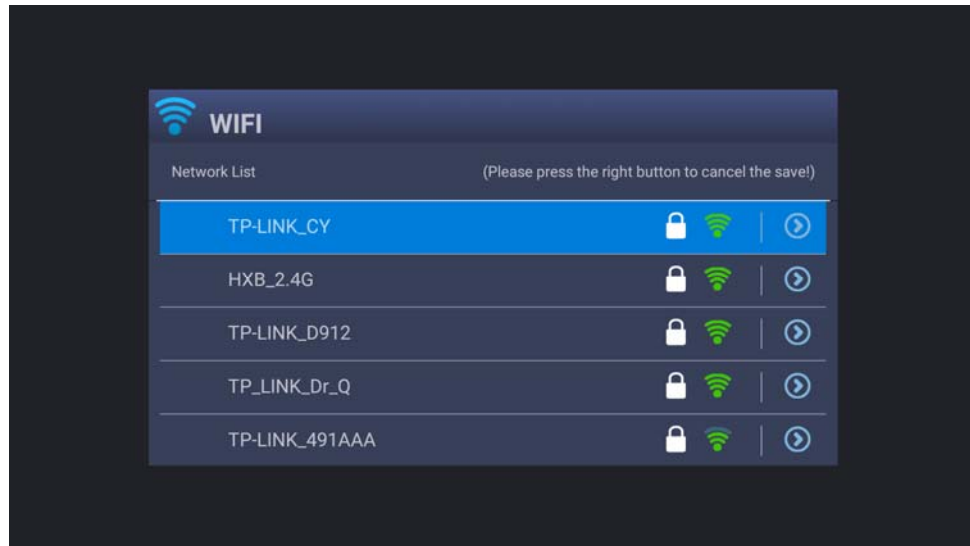 WIFI
Network List (Please press the right button to cancel the save!)
TP-LINK_CY
HXB_2.4G
TP-LINK_D912
TP_LINK_Dr_Q
TP-LINK_491AAA